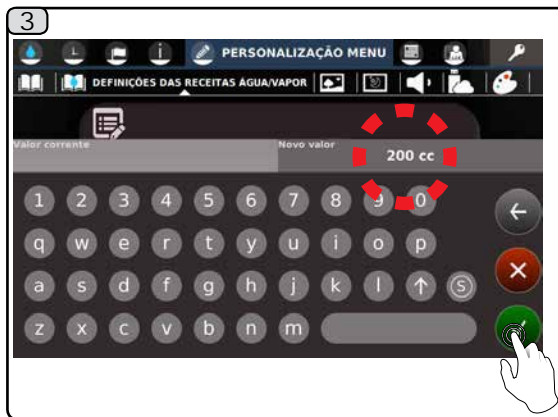 3
PERSONALIZAÇÃO MENU
DEFINIÇÕES DAS RECEITAS ÁGUA/VAPOR
Valor corrente
Novo valor
200 cc
1 2 3 4 5 6 7 8 9 0
q w e r t y u i o p
a s d f g h j k l S
z x c v b n m